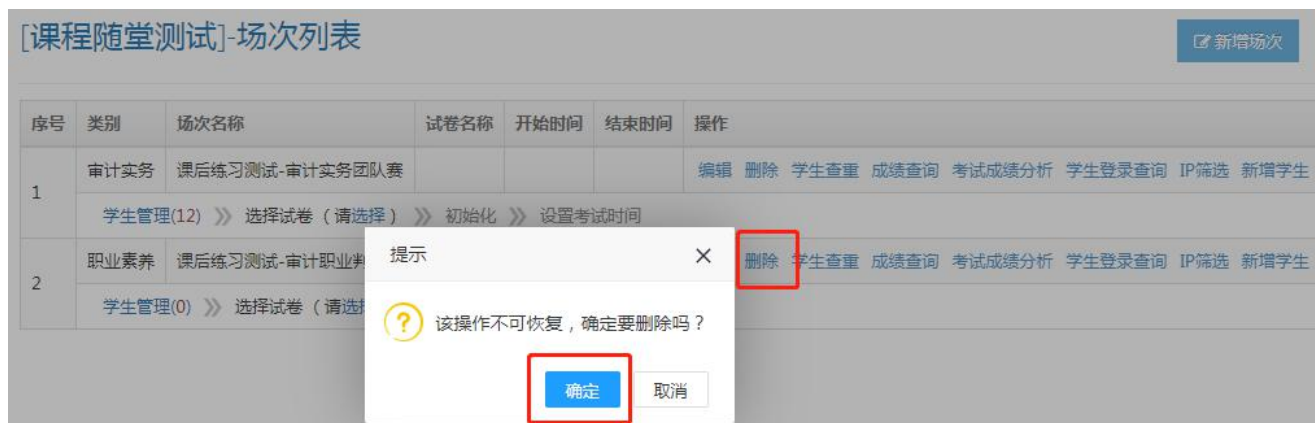 [课程随堂测试]-场次列表
新增场次
序号 类别 场次名称 试卷名称 开始时间 结束时间 操作
1 审计实务 课后练习测试-审计实务团队赛 编辑 删除 学生查重 成绩查询 考试成绩分析 学生登录查询 IP筛选 新增学生
学生管理(12) 》 选择试卷（请选择） 》 初始化 》 设置考试时间
2 职业素养 课后练习测试-审计职业判 删除 学生查重 成绩查询 考试成绩分析 学生登录查询 IP筛选 新增学生
学生管理(0) 》 选择试卷（请选
提示
该操作不可恢复，确定要删除吗？
确定 取消